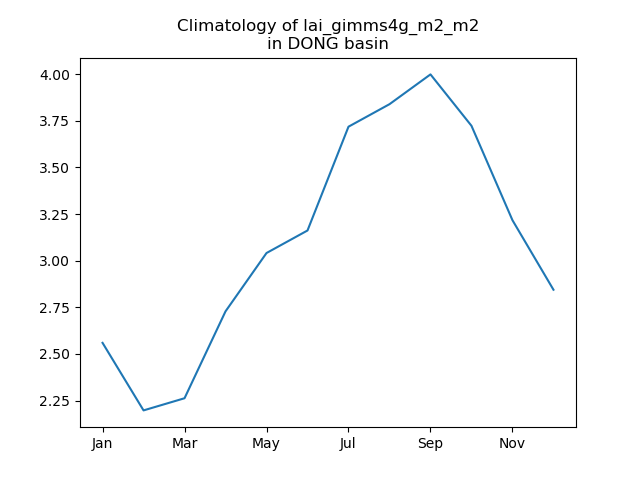 Climatology of lai_gimms4g_m2_m2
in DONG basin
4.00
3.75
3.50
3.25
3.00
2.75
2.50
2.25
Jan Mar May Jul Sep Nov